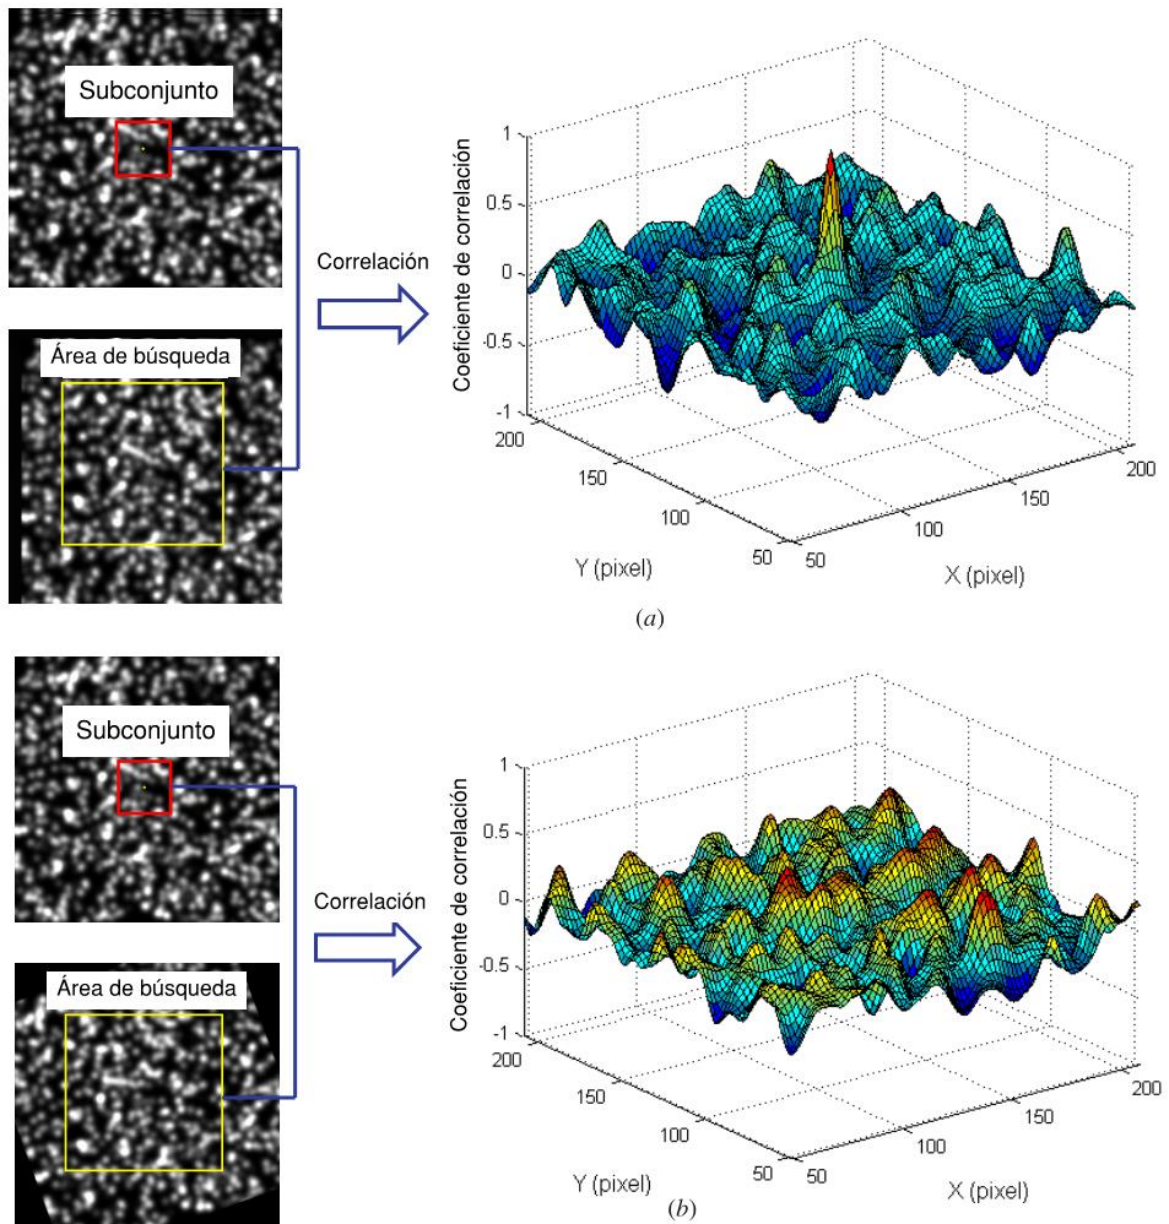 Subconjunto
Área de búsqueda
Correlación
Coeficiente de correlación
1
0.5
0
-0.5
-1
200
150
100
50
Y (pixel)
50
100
150
200
X (pixel)
(a)
Subconjunto
Área de búsqueda
Correlación
Coeficiente de correlación
1
0.5
0
-0.5
-1
200
150
100
50
Y (pixel)
50
100
150
200
X (pixel)
(b)